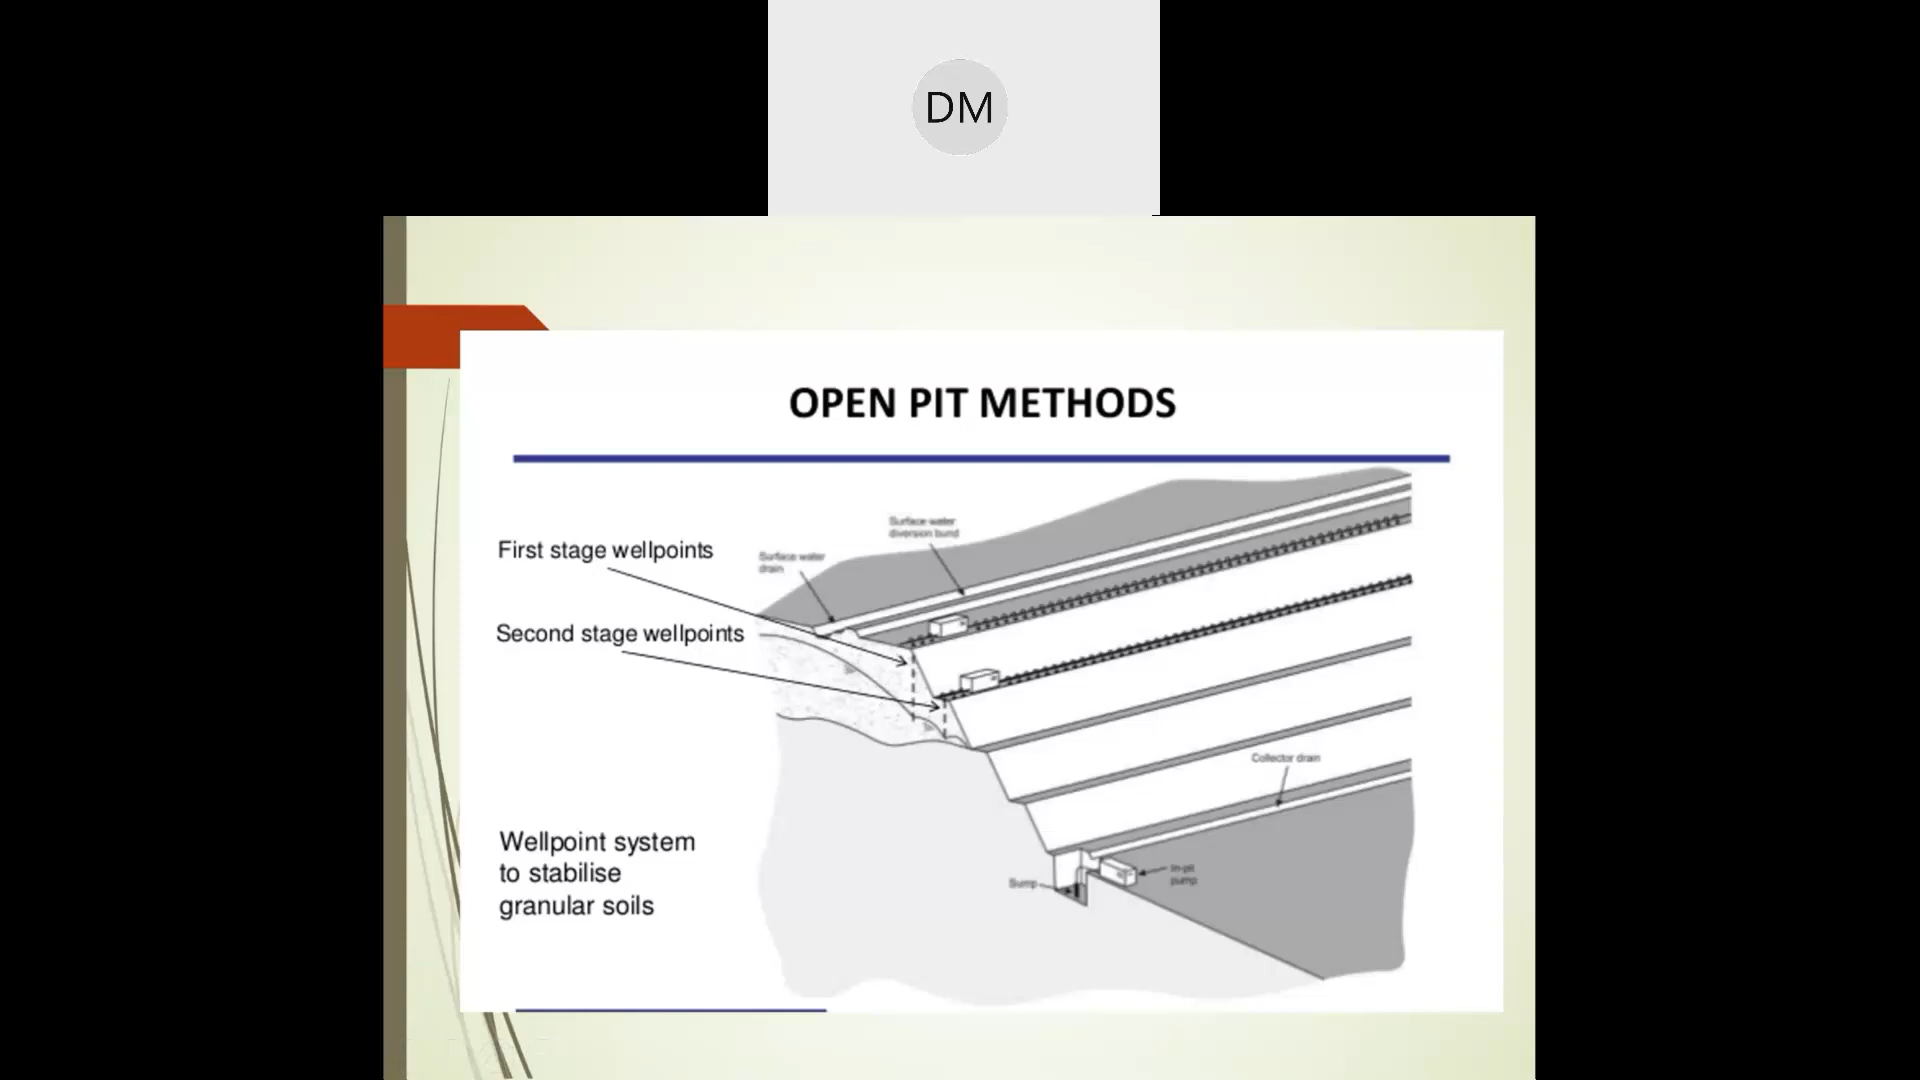 DM
OPEN PIT METHODS
Surface water
diversion bund
First stage wellpoints
Surface water
drain
Second stage wellpoints
Collector drain
Wellpoint system
to stabilise
granular soils
In-pit
pump
Sump